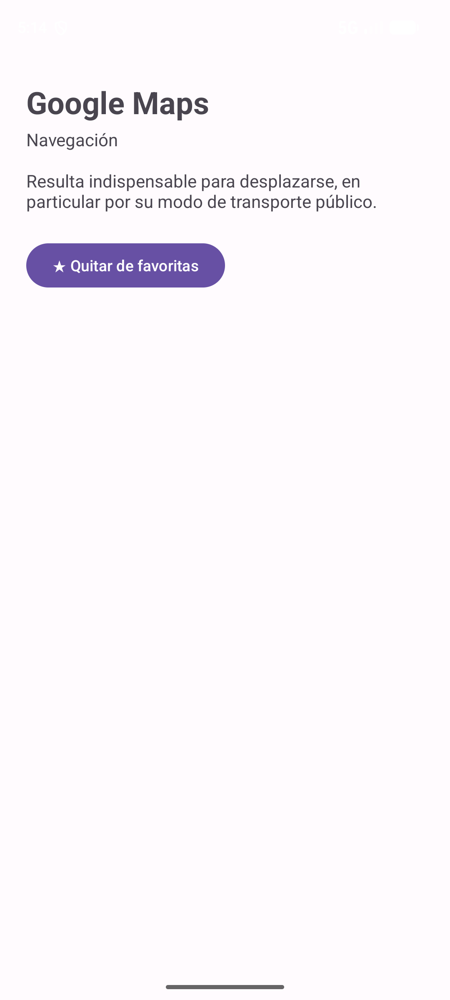 Google Maps
Navegación
Resulta indispensable para desplazarse, en
particular por su modo de transporte público.
★ Quitar de favoritas